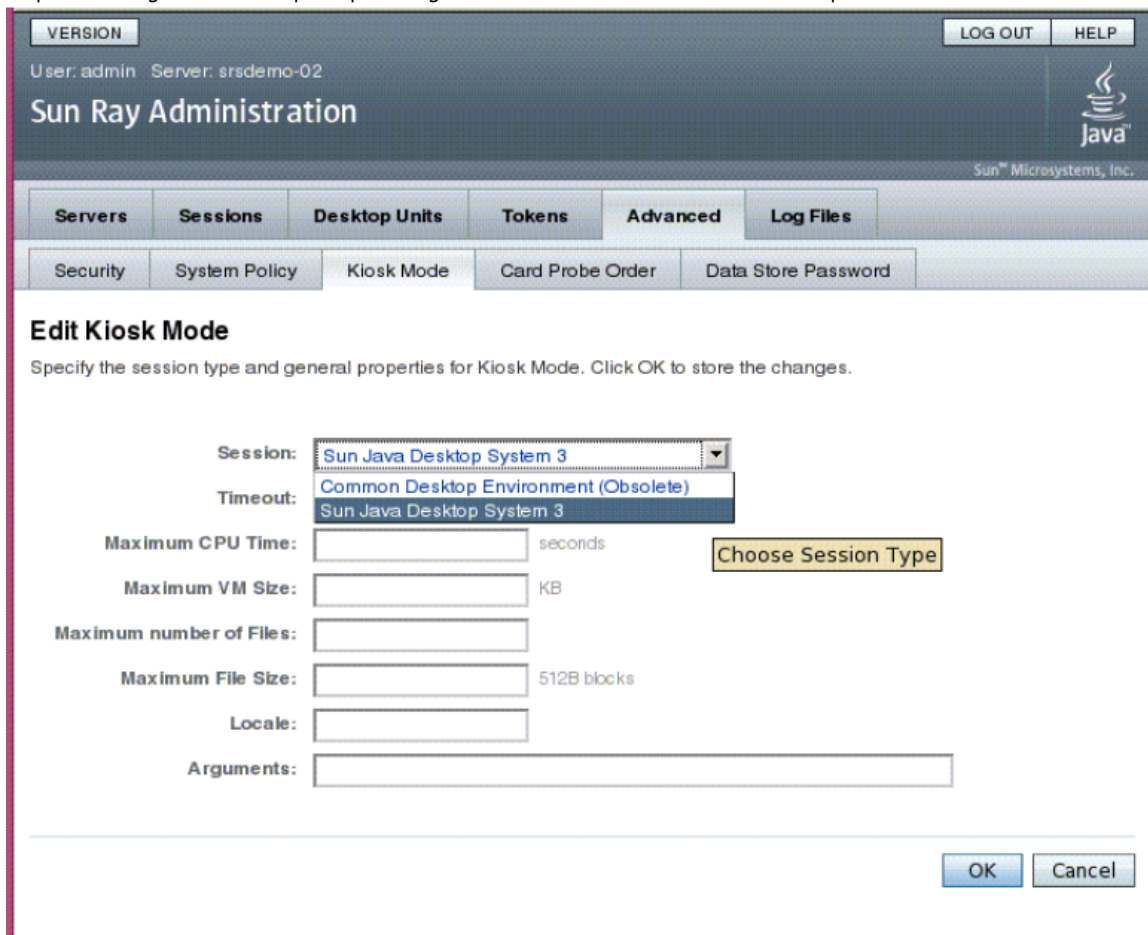 VERSION LOG OUT HELP
User: admin Server: srsdemo-02
Sun Ray Administration
Java™
Sun™ Microsystems, Inc.
Servers Sessions Desktop Units Tokens Advanced Log Files
Security System Policy Kiosk Mode Card Probe Order Data Store Password
Edit Kiosk Mode
Specify the session type and general properties for Kiosk Mode. Click OK to store the changes.
Session: Sun Java Desktop System 3
Common Desktop Environment (Obsolete)
Timeout:
Sun Java Desktop System 3
Maximum CPU Time: seconds
Choose Session Type
Maximum VM Size: KB
Maximum number of Files:
Maximum File Size: 512B blocks
Locale:
Arguments:
OK Cancel